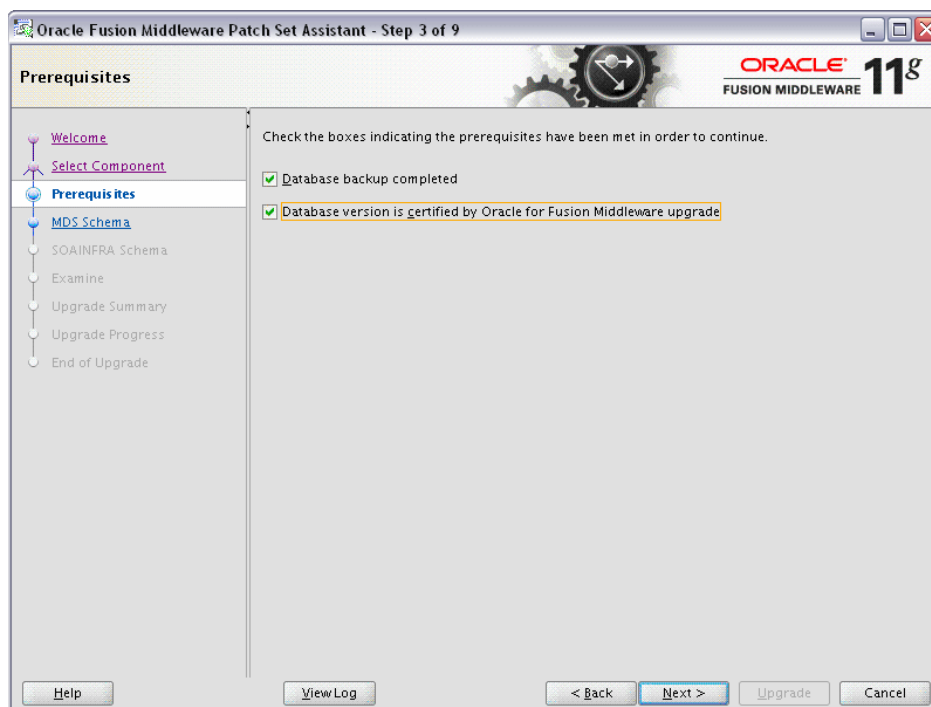 Oracle Fusion Middleware Patch Set Assistant - Step 3 of 9
Prerequisites
ORACLE
FUSION MIDDLEWARE
11g
Welcome
Select Component
Prerequisites
MDS Schema
SOAINFRA Schema
Examine
Upgrade Summary
Upgrade Progress
End of Upgrade
Check the boxes indicating the prerequisites have been met in order to continue.
Database backup completed
Database version is certified by Oracle for Fusion Middleware upgrade
Help
View Log
< Back
Next >
Upgrade
Cancel